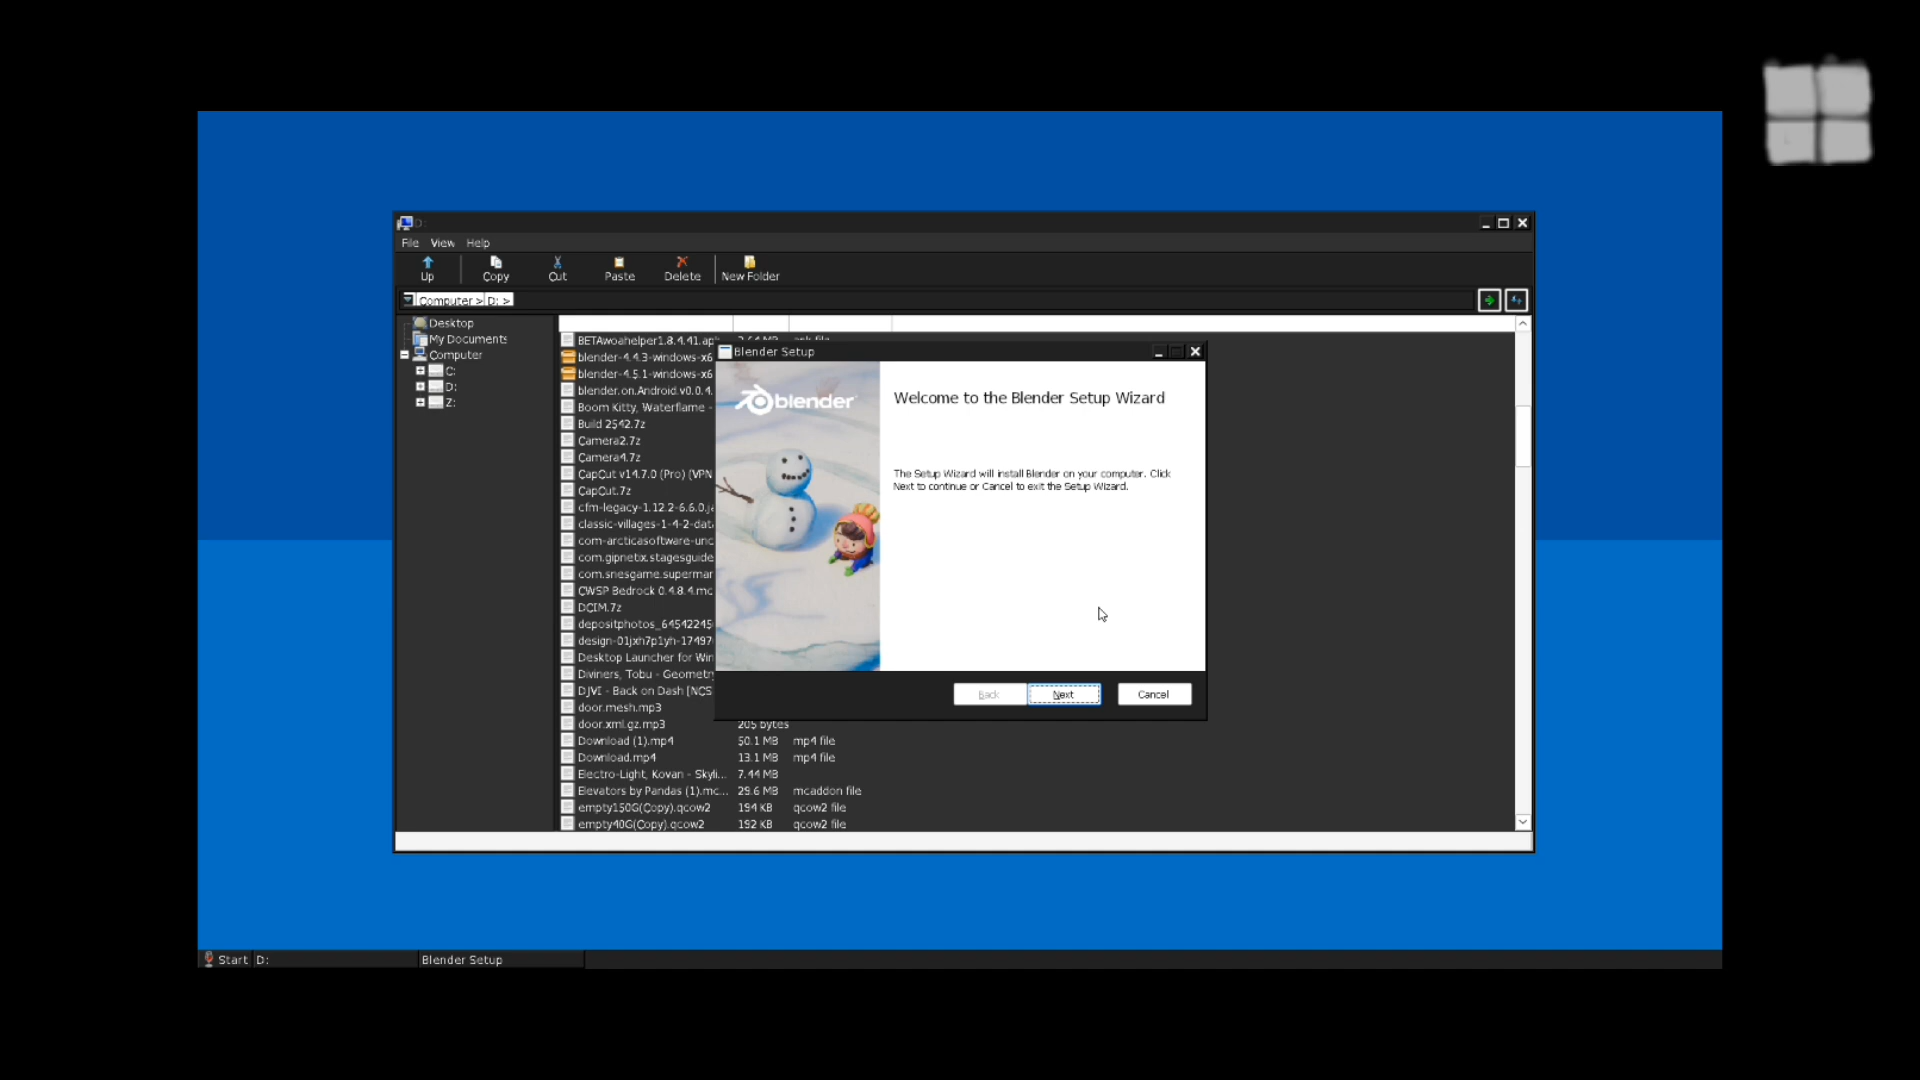 D:
File View Help
Up Copy Cut Paste Delete New Folder
Computer > D: >
Desktop
My Documents
Computer
C:
D:
Z:
BETAwoahelper1.8.4.41.apk 2.64 MB apk file
blender-4.4.3-windows-x6
blender-4.5.1-windows-x6
blender.on.Android.v0.0.4.
Boom Kitty, Waterflame -
Build 2542.7z
Camera2.7z
Camera4.7z
CapCut v14.7.0 (Pro) [VPN
CapCut.7z
cfm-legacy-1.12.2-6.6.0.ja
classic-villages-1-4-2-data
com-arcticasoftware-unc
com.gipnetix.stagesguide
com.snesgame.supermar
CWSP Bedrock 0.4.8.4.mc
DCIM.7z
depositphotos_64542245
design-01jxh7p1yh-17497
Desktop Launcher for Win
Diviners, Tobu - Geometry
DJVI - Back on Dash [NCS
door.mesh.mp3
door.xml.gz.mp3 205 bytes
Download (1).mp4 50.1 MB mp4 file
Download.mp4 13.1 MB mp4 file
Electro-Light, Kovan - Skyli... 7.44 MB
Elevators by Pandas (1).mc... 29.6 MB mcaddon file
empty150G(Copy).qcow2 194 KB qcow2 file
empty40G(Copy).qcow2 192 KB qcow2 file
Blender Setup
blender
Welcome to the Blender Setup Wizard
The Setup Wizard will install Blender on your computer. Click
Next to continue or Cancel to exit the Setup Wizard.
Back Next Cancel
Start D: Blender Setup